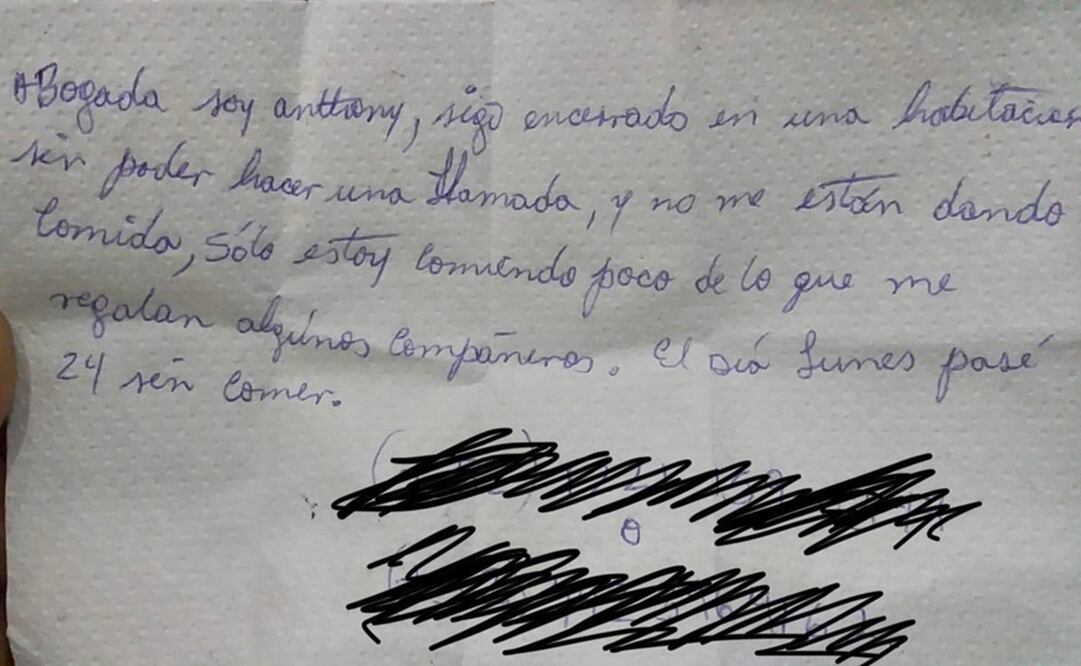 ABogada soy anthony, sigo encerrado en una habitación
sin poder hacer una llamada, y no me están dando
Comida, sólo estoy comiendo poco de lo que me
regalan algúnos compañeros. El día lunes pasé
24 sin comer.
o